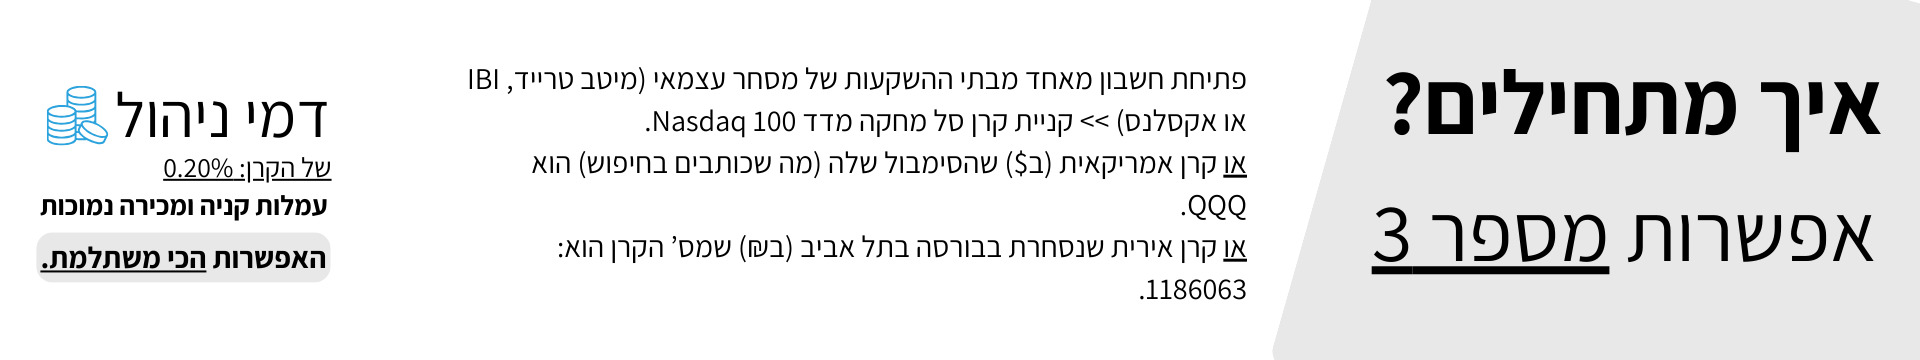 איך מתחילים?
אפשרות מספר 3
פתיחת חשבון מאחד מבתי ההשקעות של מסחר עצמאי (מיטב טרייד, IBI
או אקסלנס) >> קניית קרן סל מחקה מדד Nasdaq 100.
או קרן אמריקאית (ב$) שהסימבול שלה (מה שכותבים בחיפוש) הוא
QQQ.
או קרן אירית שנסחרת בבורסה בתל אביב (ב₪) שמס’ הקרן הוא:
1186063.
דמי ניהול
של הקרן: 0.20%
עמלות קניה ומכירה נמוכות
האפשרות הכי משתלמת.